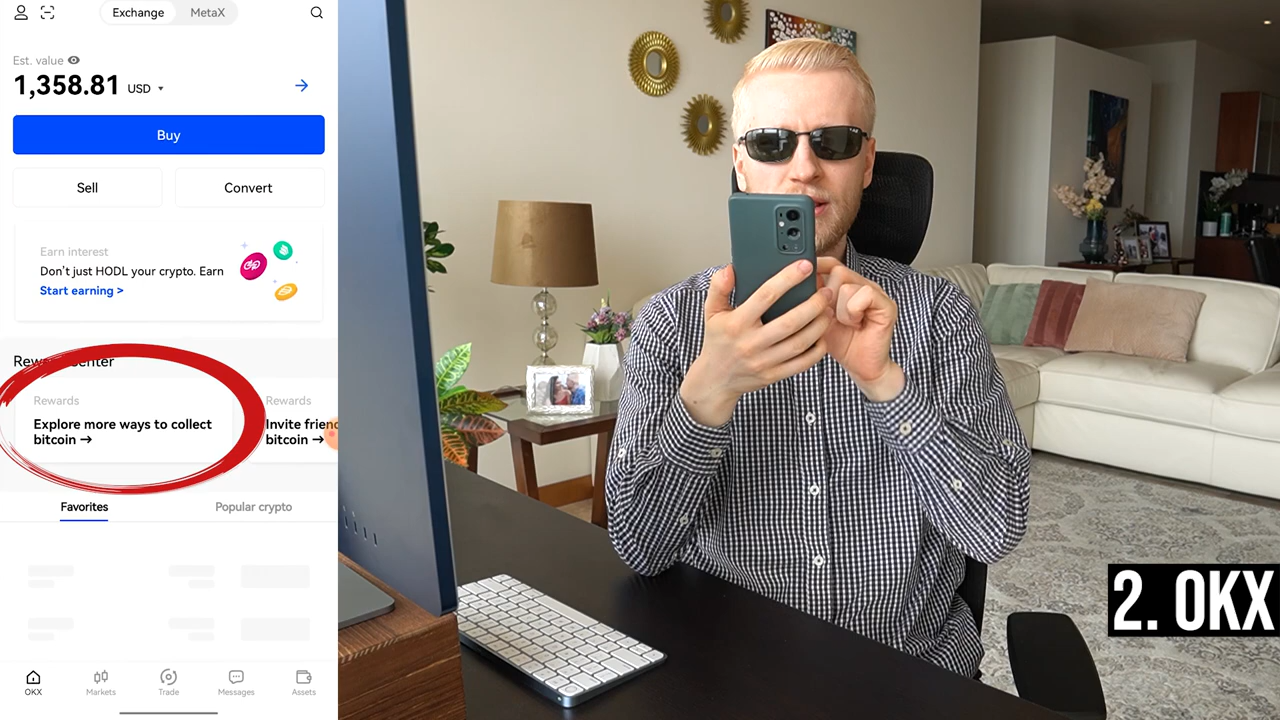 Exchange
MetaX
Est. value
1,358.81 USD
Buy
Sell
Convert
Earn interest
Don't just HODL your crypto. Earn
Start earning >
Rewards
Explore more ways to collect
bitcoin →
Rewards
Invite
bitcoin →
Favorites
Popular crypto
OKX
Markets
Trade
Messages
Assets
2. OKX